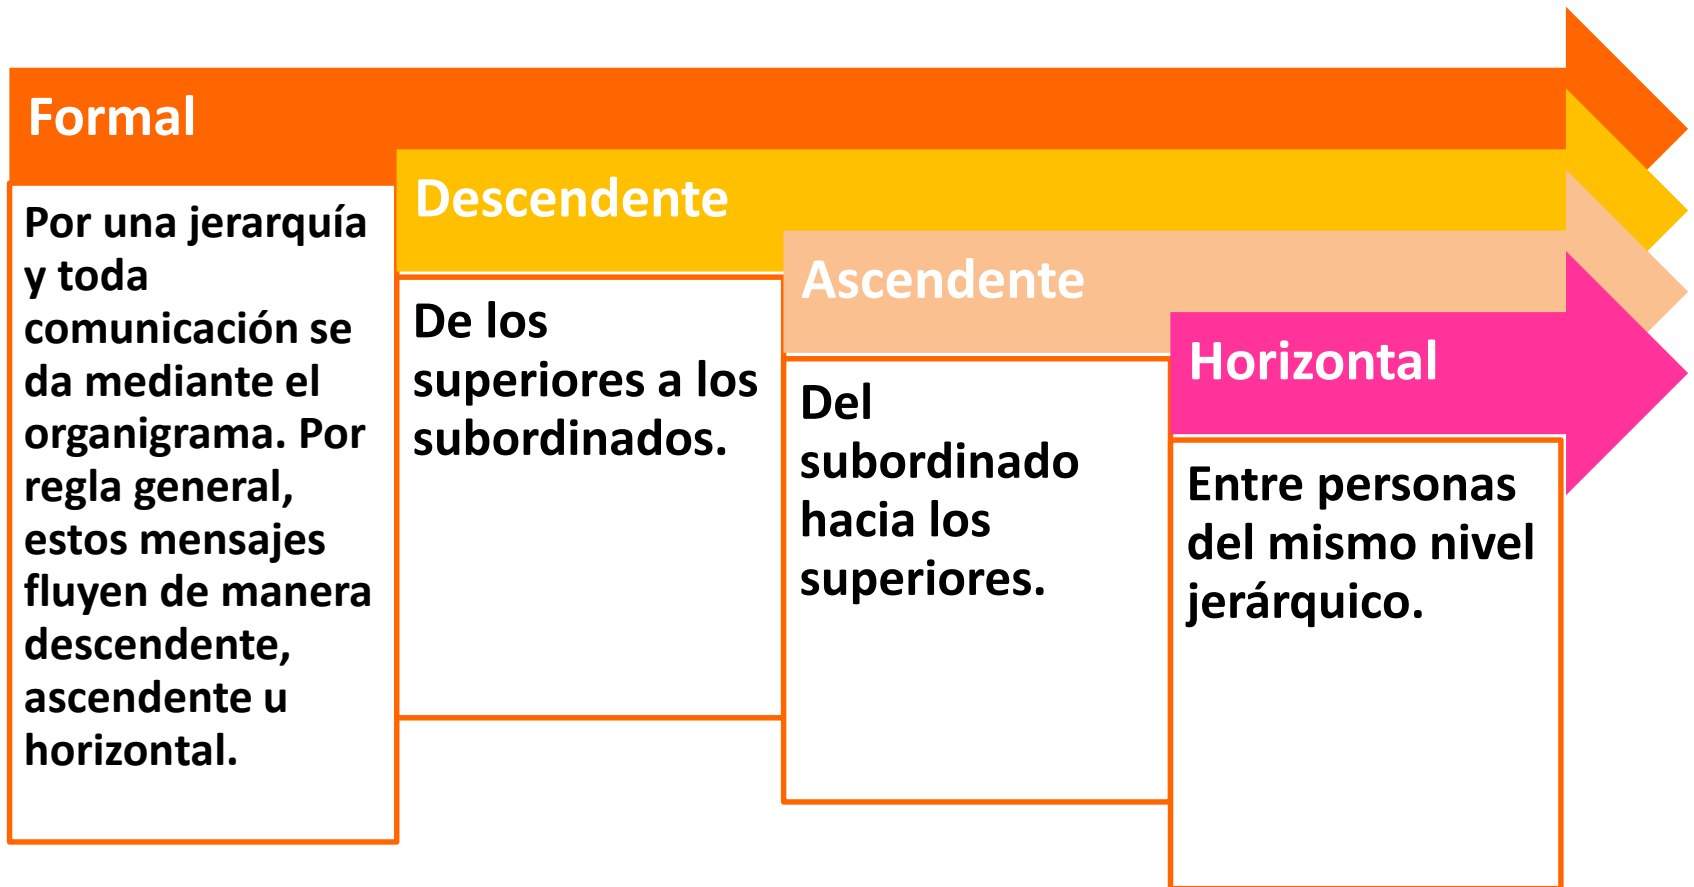 Formal
Por una jerarquía
y toda
comunicación se
da mediante el
organigrama. Por
regla general,
estos mensajes
fluyen de manera
descendente,
ascendente u
horizontal.
Descendente
De los
superiores a los
subordinados.
Ascendente
Del
subordinado
hacia los
superiores.
Horizontal
Entre personas
del mismo nivel
jerárquico.